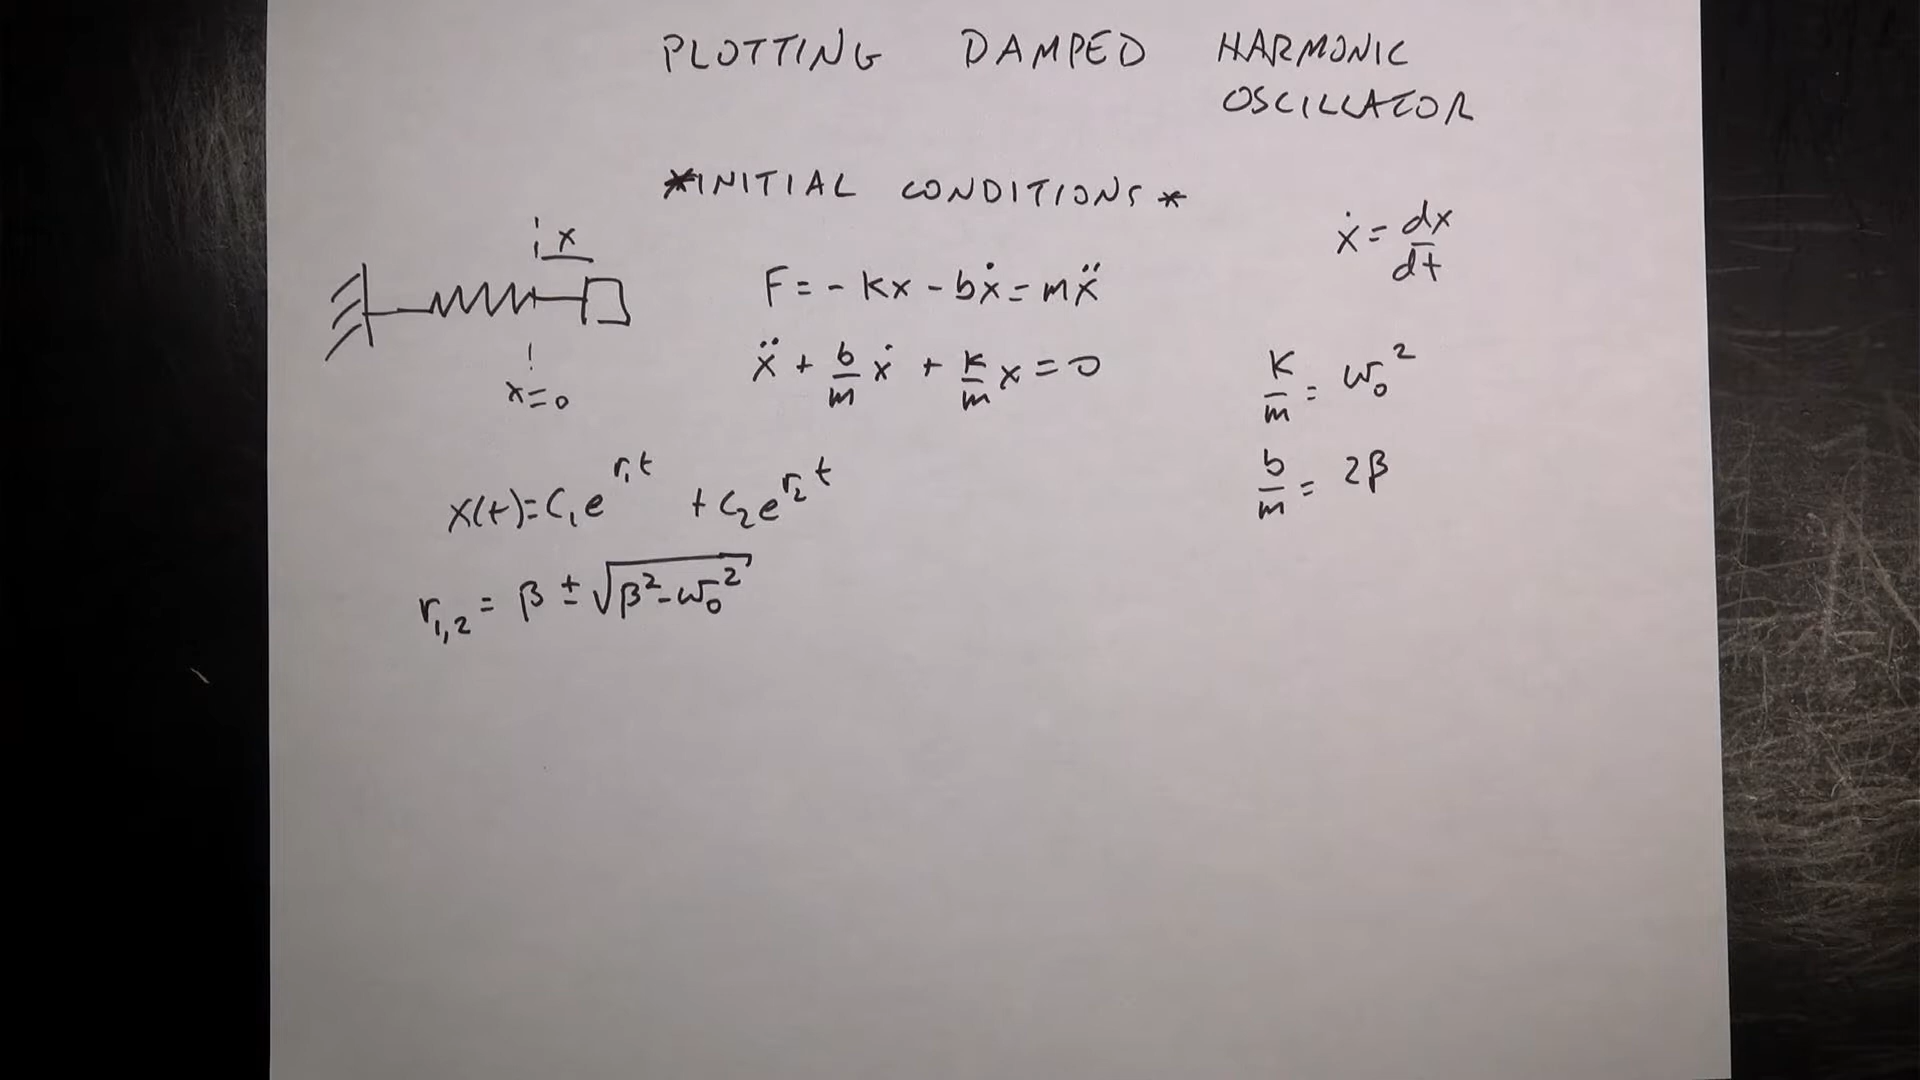 PLOTTING DAMPED HARMONIC
OSCILLATOR
*INITIAL CONDITIONS*
ẋ = dx/dt
x
F = - kx - bẋ = mẍ
ẍ + b/m ẋ + k/m x = 0
k/m = ω₀²
x=0
b/m = 2β
x(t) = C₁e^(r₁t) + C₂e^(r₂t)
r₁,₂ = β ± √(β² - ω₀²)